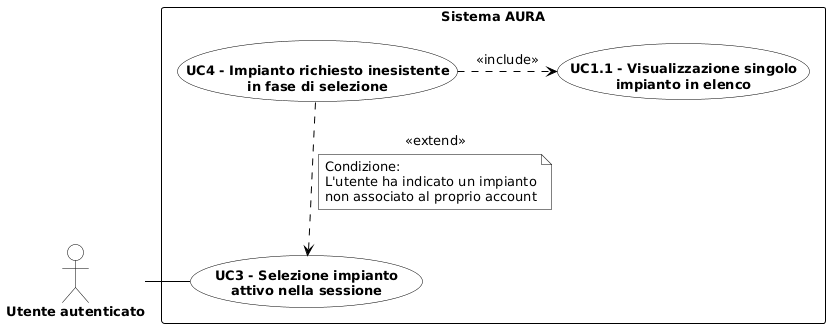 Sistema AURA
UC4 - Impianto richiesto inesistente
in fase di selezione
«include»
UC1.1 - Visualizzazione singolo
impianto in elenco
«extend»
Condizione:
L'utente ha indicato un impianto
non associato al proprio account
UC3 - Selezione impianto
attivo nella sessione
Utente autenticato